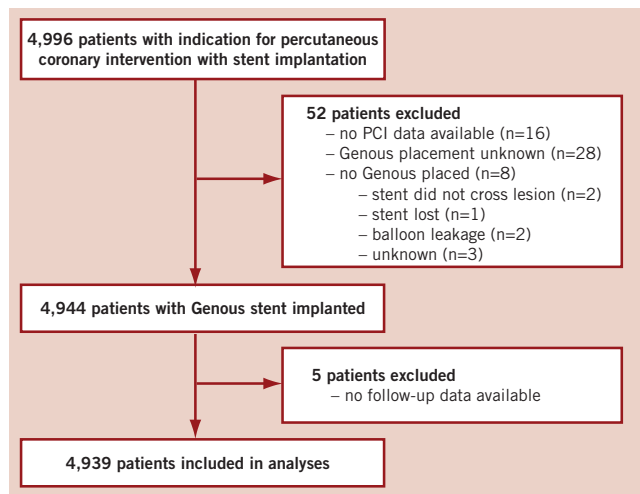 4,996 patients with indication for percutaneous
coronary intervention with stent implantation
52 patients excluded
– no PCI data available (n=16)
– Genous placement unknown (n=28)
– no Genous placed (n=8)
– stent did not cross lesion (n=2)
– stent lost (n=1)
– balloon leakage (n=2)
– unknown (n=3)
4,944 patients with Genous stent implanted
5 patients excluded
– no follow-up data available
4,939 patients included in analyses